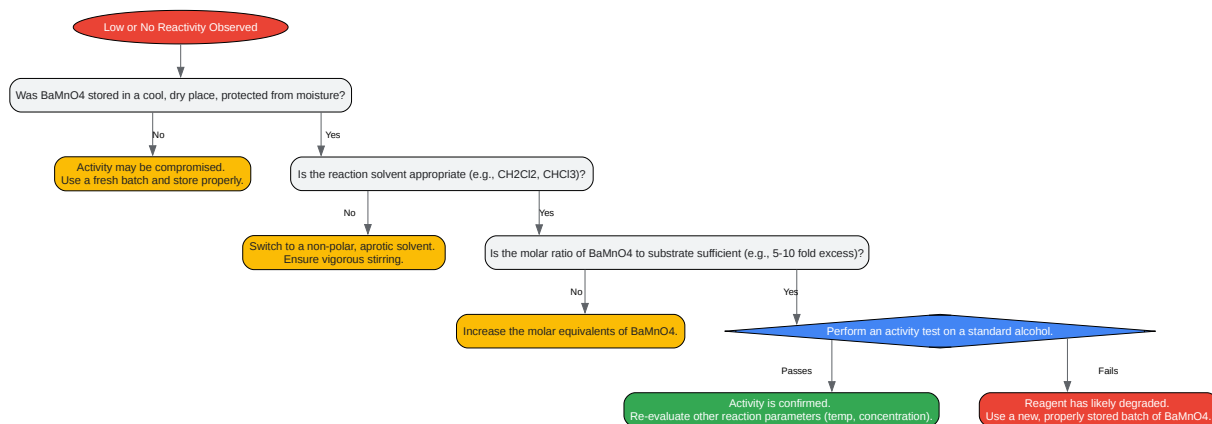 Low or No Reactivity Observed
Was BaMnO4 stored in a cool, dry place, protected from moisture?
No
Yes
Activity may be compromised.
Use a fresh batch and store properly.
Is the reaction solvent appropriate (e.g., CH2Cl2, CHCl3)?
No
Yes
Switch to a non-polar, aprotic solvent.
Ensure vigorous stirring.
Is the molar ratio of BaMnO4 to substrate sufficient (e.g., 5-10 fold excess)?
No
Yes
Increase the molar equivalents of BaMnO4.
Perform an activity test on a standard alcohol.
Passes
Fails
Activity is confirmed.
Re-evaluate other reaction parameters (temp, concentration).
Reagent has likely degraded.
Use a new, properly stored batch of BaMnO4.